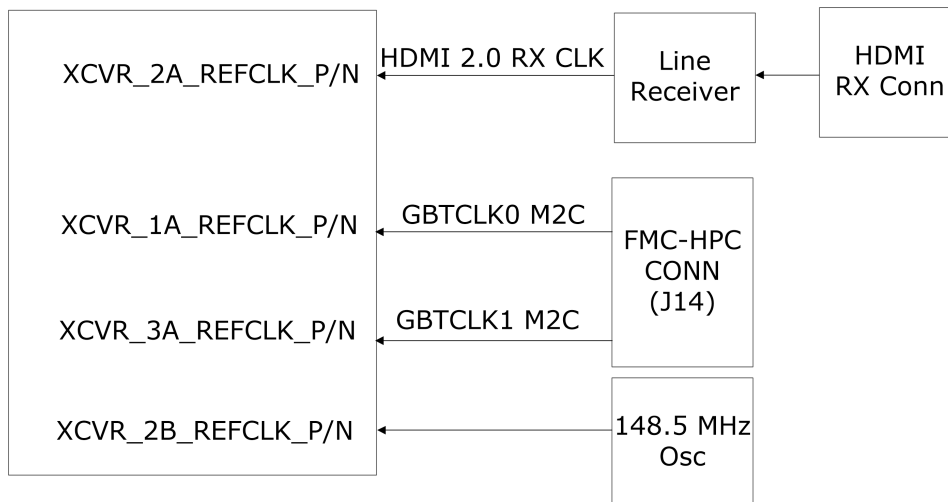 XCVR_2A_REFCLK_P/N
HDMI 2.0 RX CLK
Line
Receiver
HDMI
RX Conn
XCVR_1A_REFCLK_P/N
GBTCLK0 M2C
FMC-HPC
CONN
(J14)
XCVR_3A_REFCLK_P/N
GBTCLK1 M2C
XCVR_2B_REFCLK_P/N
148.5 MHz
Osc